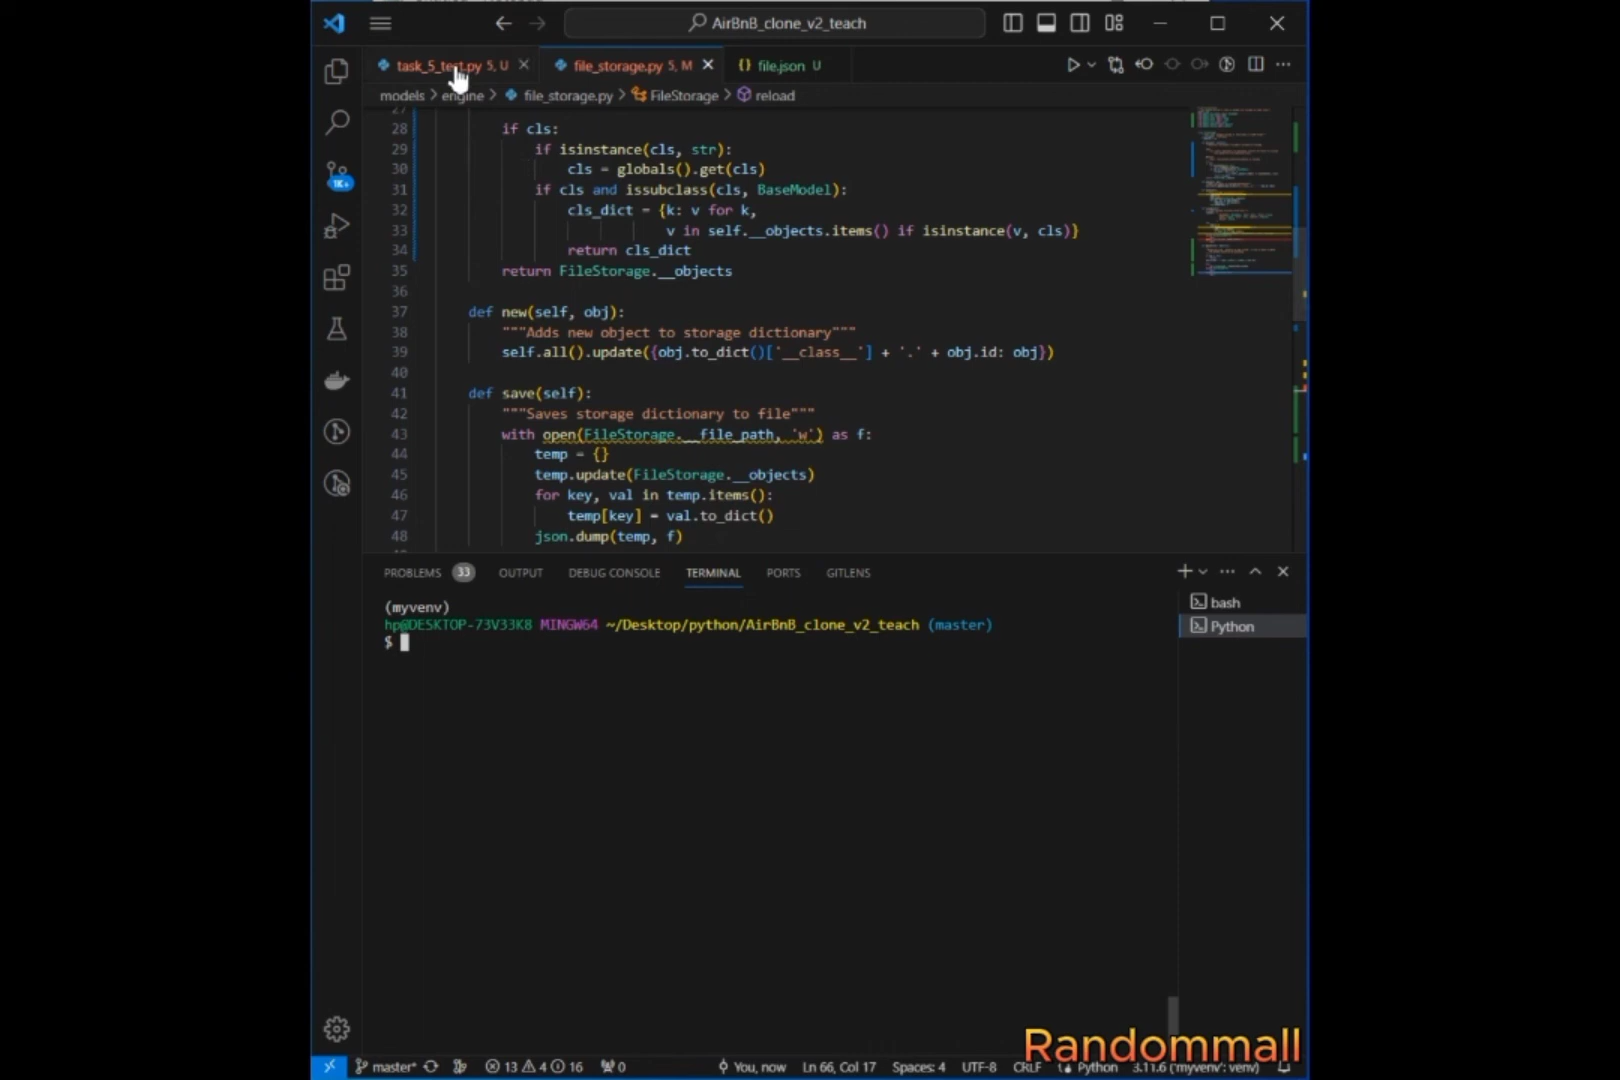 AirBnB_clone_v2_teach
task_5_test.py 5, U
file_storage.py 5, M
file.json U
models > engine > file_storage.py > FileStorage > reload
27
28 if cls:
29 if isinstance(cls, str):
30 cls = globals().get(cls)
31 if cls and issubclass(cls, BaseModel):
32 cls_dict = {k: v for k,
33 v in self.__objects.items() if isinstance(v, cls)}
34 return cls_dict
35 return FileStorage.__objects
36
37 def new(self, obj):
38 """Adds new object to storage dictionary"""
39 self.all().update({obj.to_dict()['__class__'] + '.' + obj.id: obj})
40
41 def save(self):
42 """Saves storage dictionary to file"""
43 with open(FileStorage.__file_path, 'w') as f:
44 temp = {}
45 temp.update(FileStorage.__objects)
46 for key, val in temp.items():
47 temp[key] = val.to_dict()
48 json.dump(temp, f)
1K+
PROBLEMS 33 OUTPUT DEBUG CONSOLE TERMINAL PORTS GITLENS
(myvenv)
hp@DESKTOP-73V33K8 MINGW64 ~/Desktop/python/AirBnB_clone_v2_teach (master)
$
bash
Python
Randommall
master* 13 4 16 0 You, now Ln 66, Col 17 Spaces: 4 UTF-8 CRLF Python 3.11.6 ('myvenv': venv)